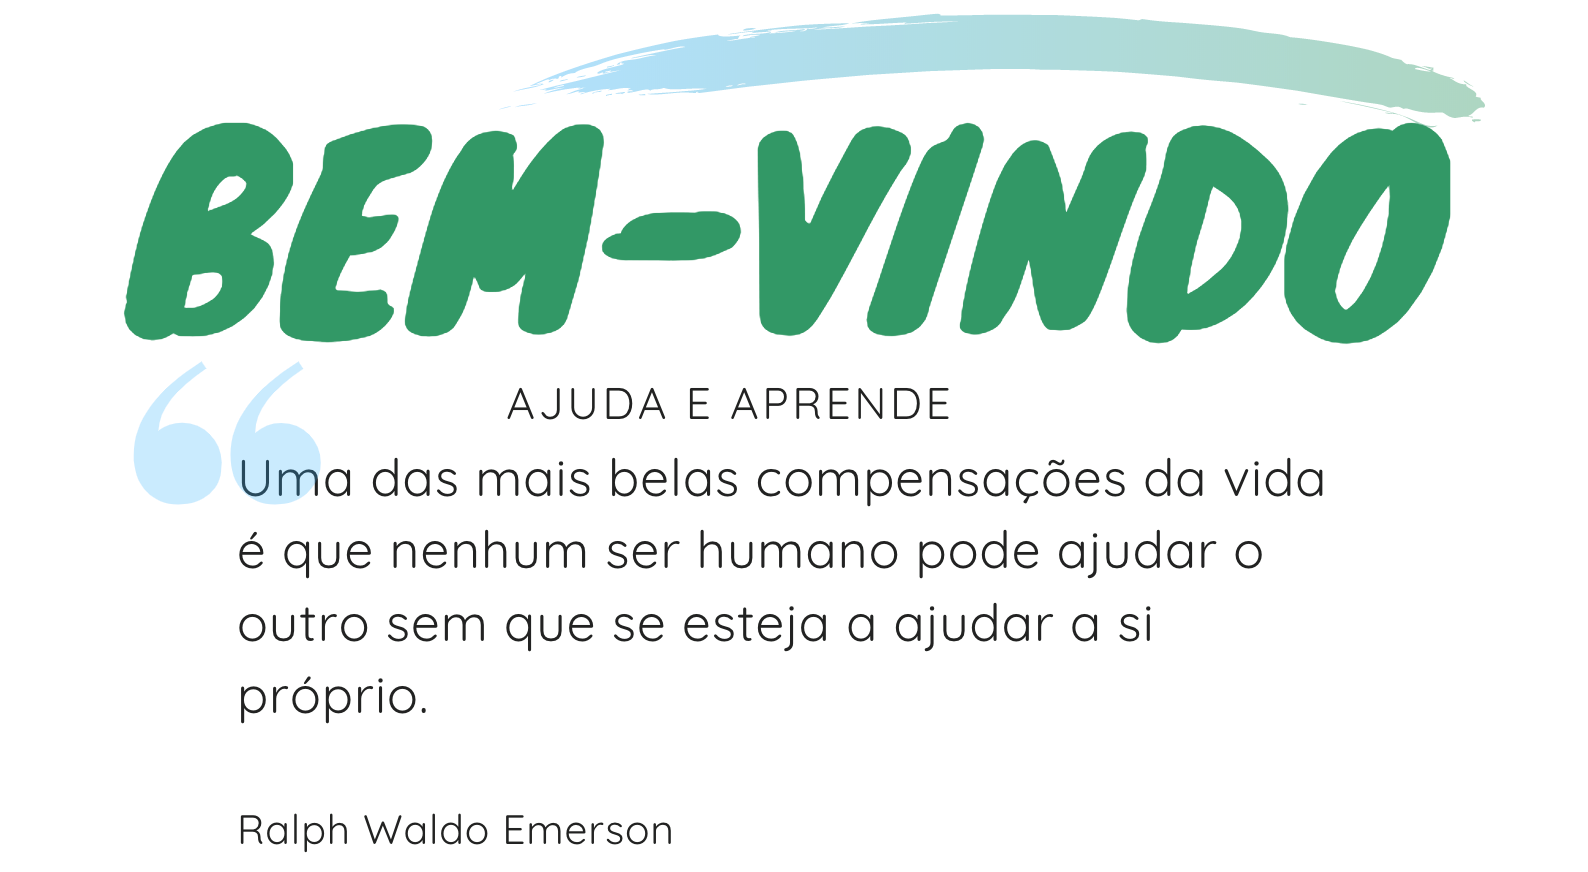 BEM-VINDO
AJUDA E APRENDE
Uma das mais belas compensações da vida
é que nenhum ser humano pode ajudar o
outro sem que se esteja a ajudar a si
próprio.
Ralph Waldo Emerson